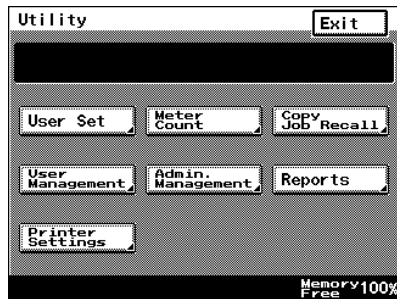 Utility
Exit
User Set
Meter
Count
Copy
Job Recall
User
Management
Admin.
Management
Reports
Printer
Settings
Memory
Free
100%